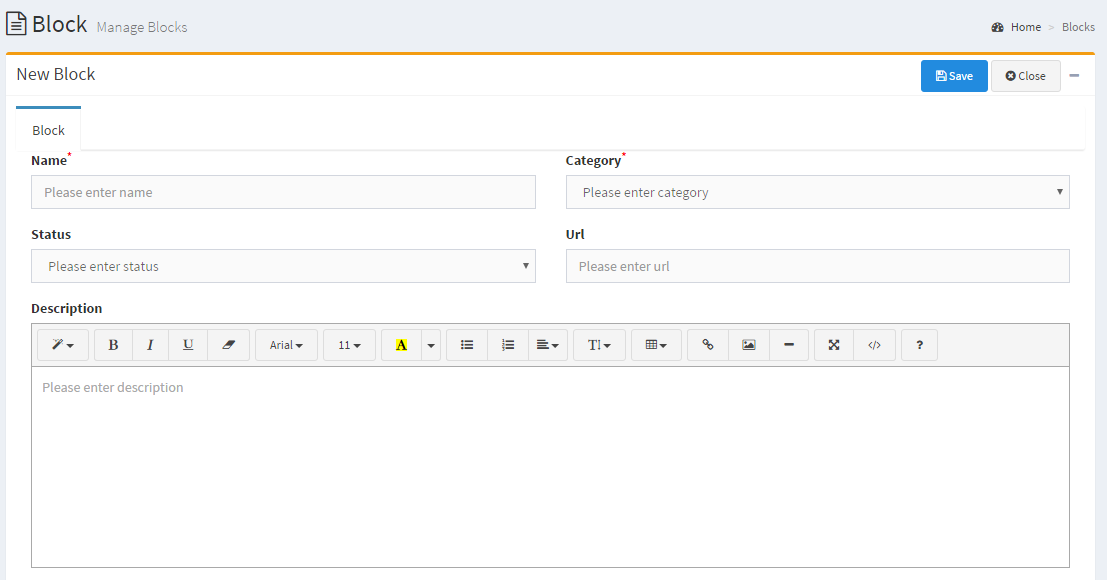 Block Manage Blocks
Home > Blocks
New Block
Save Close
Block
Name* Category*
Please enter name Please enter category
Status Url
Please enter status Please enter url
Description
B I U Arial 11 A T! </> ?
Please enter description